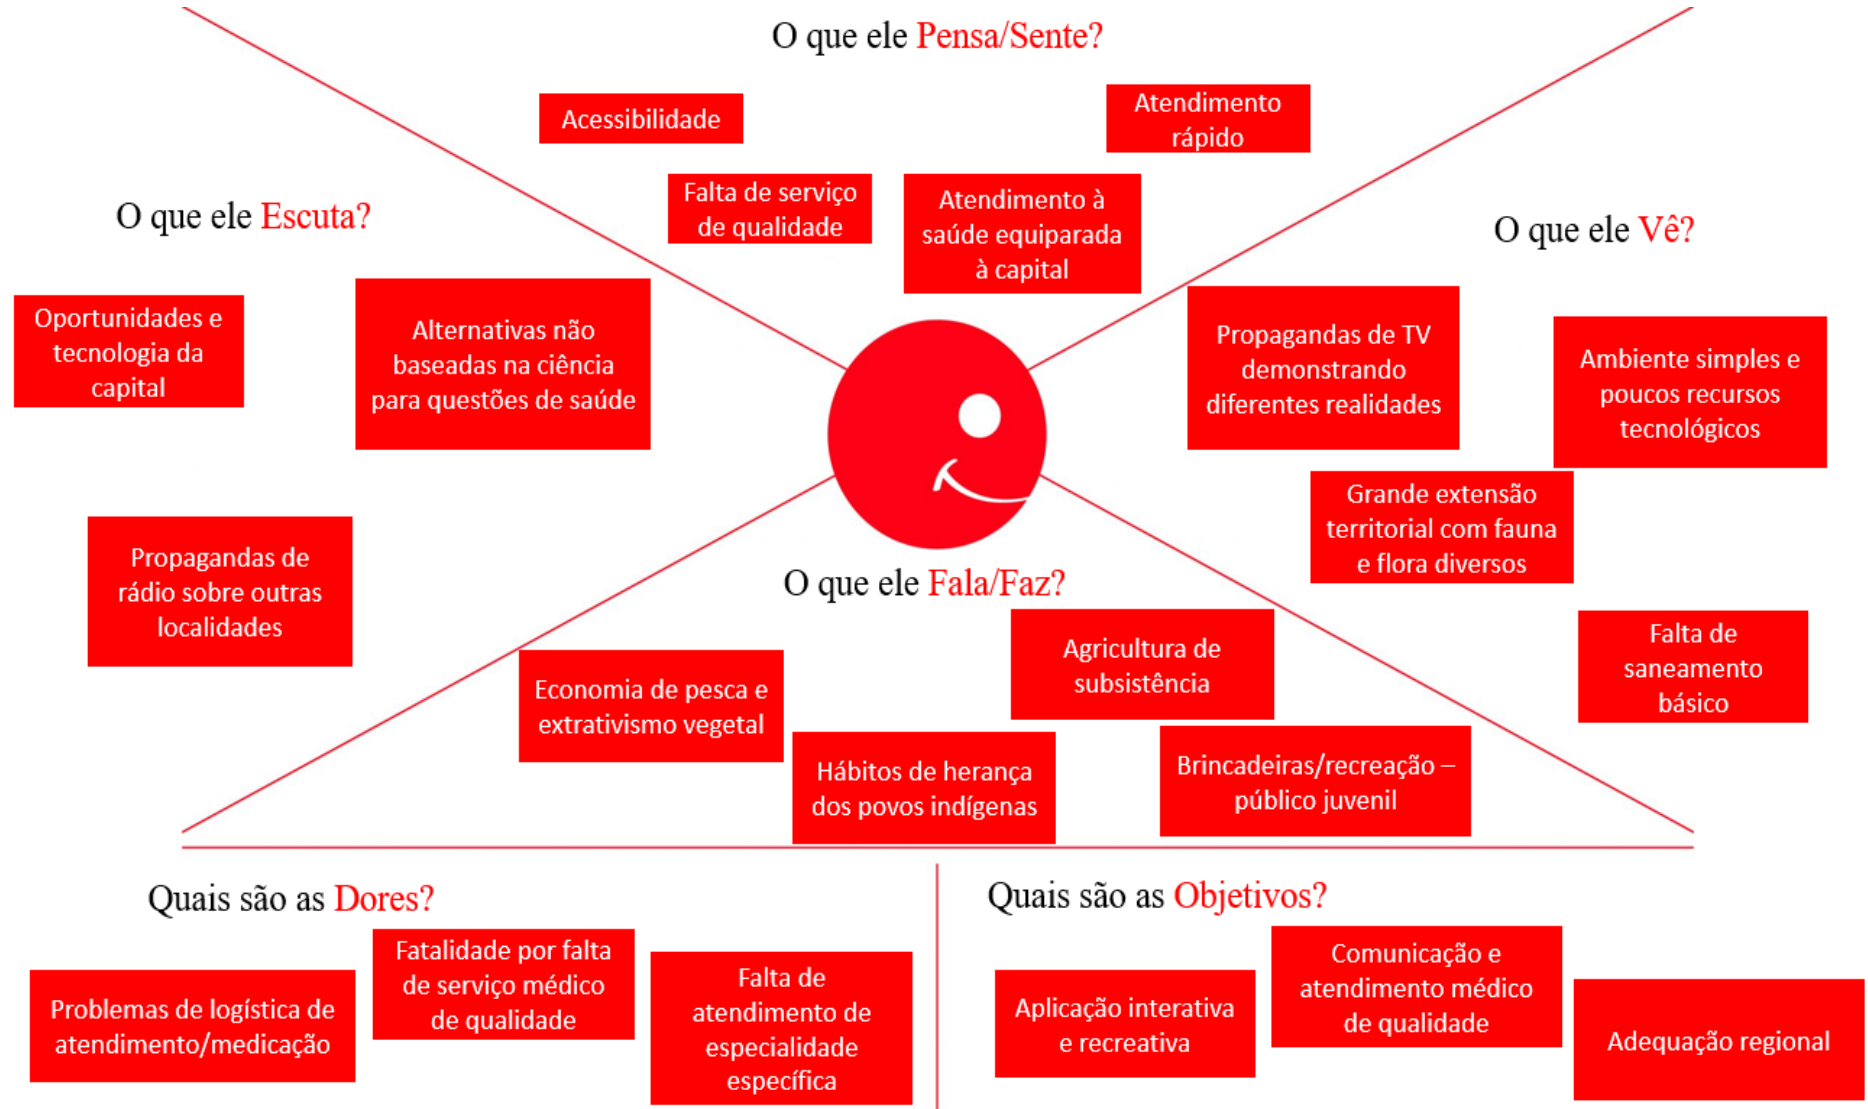 O que ele Pensa/Sente?
Acessibilidade
Atendimento
rápido
Falta de serviço
de qualidade
Atendimento à
saúde equiparada
à capital
O que ele Escuta?
Oportunidades e
tecnologia da
capital
Alternativas não
baseadas na ciência
para questões de saúde
Propagandas de
rádio sobre outras
localidades
O que ele Vê?
Propagandas de TV
demonstrando
diferentes realidades
Ambiente simples e
poucos recursos
tecnológicos
Grande extensão
territorial com fauna
e flora diversos
Falta de
saneamento
básico
O que ele Fala/Faz?
Economia de pesca e
extrativismo vegetal
Agricultura de
subsistência
Hábitos de herança
dos povos indígenas
Brincadeiras/recreação –
público juvenil
Quais são as Dores?
Problemas de logística de
atendimento/medicação
Fatalidade por falta
de serviço médico
de qualidade
Falta de
atendimento de
especialidade
específica
Quais são as Objetivos?
Aplicação interativa
e recreativa
Comunicação e
atendimento médico
de qualidade
Adequação regional